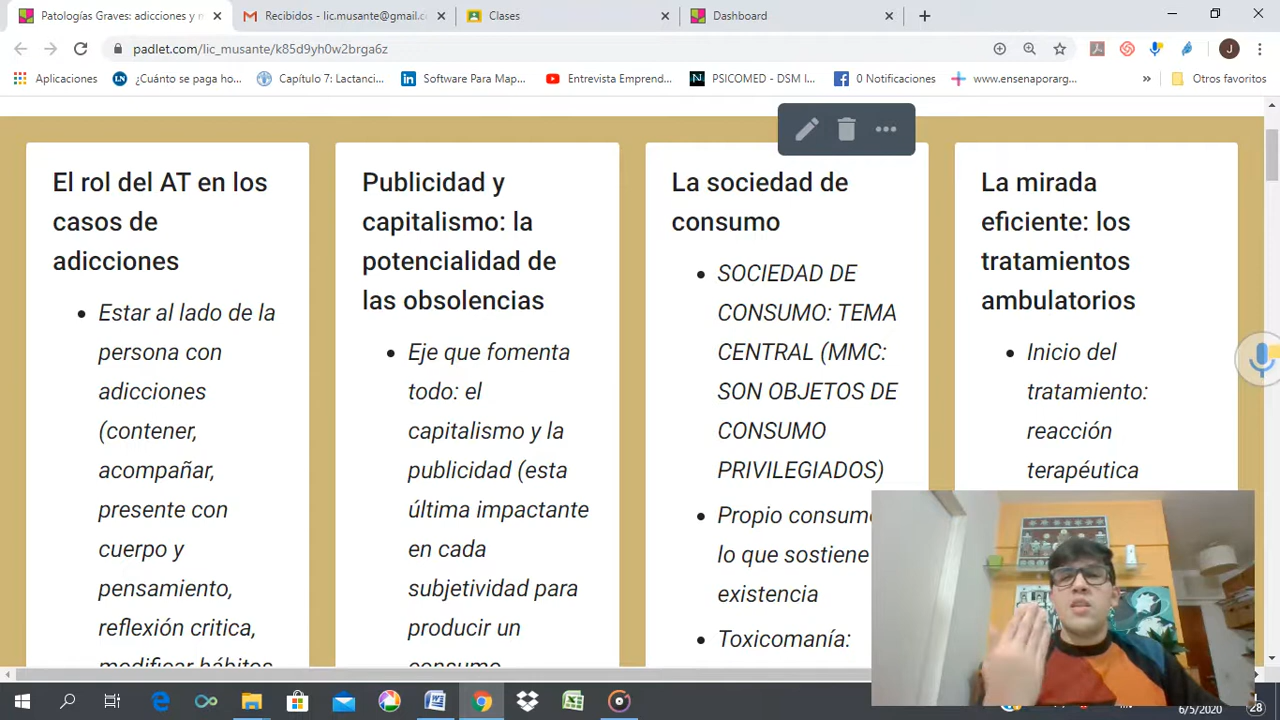 Patologías Graves: adicciones y n
Recibidos - lic.musante@gmail.c
Clases
Dashboard
padlet.com/lic_musante/k85d9yh0w2brga6z
J
Aplicaciones
LN
¿Cuánto se paga ho...
Capítulo 7: Lactanci...
Software Para Map...
Entrevista Emprend...
PSICOMED - DSM I...
0 Notificaciones
www.ensenaporarg...
»
Otros favoritos
El rol del AT en los
casos de
adicciones
• Estar al lado de la
persona con
adicciones
(contener,
acompañar,
presente con
cuerpo y
pensamiento,
reflexión critica,
modificar hábitos
Publicidad y
capitalismo: la
potencialidad de
las obsolencias
• Eje que fomenta
todo: el
capitalismo y la
publicidad (esta
última impactante
en cada
subjetividad para
producir un
consumo
La sociedad de
consumo
• SOCIEDAD DE
CONSUMO: TEMA
CENTRAL (MMC:
SON OBJETOS DE
CONSUMO
PRIVILEGIADOS)
• Propio consumo
lo que sostiene
existencia
• Toxicomanía:
La mirada
eficiente: los
tratamientos
ambulatorios
• Inicio del
tratamiento:
reacción
terapéutica
6/5/2020
28